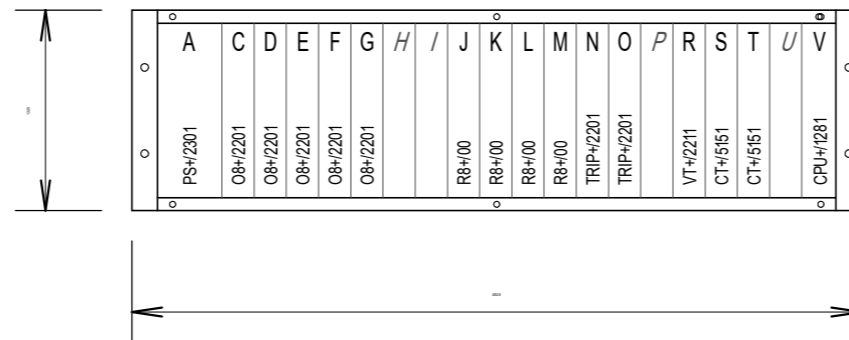 A C D E F G H I J K L M N O P R S T U V
PS+/2301
O8+/2201
O8+/2201
O8+/2201
O8+/2201
O8+/2201
R8+/00
R8+/00
R8+/00
R8+/00
TRIP+/2201
TRIP+/2201
VT+/2211
CT+/5151
CT+/5151
CPU+/1281